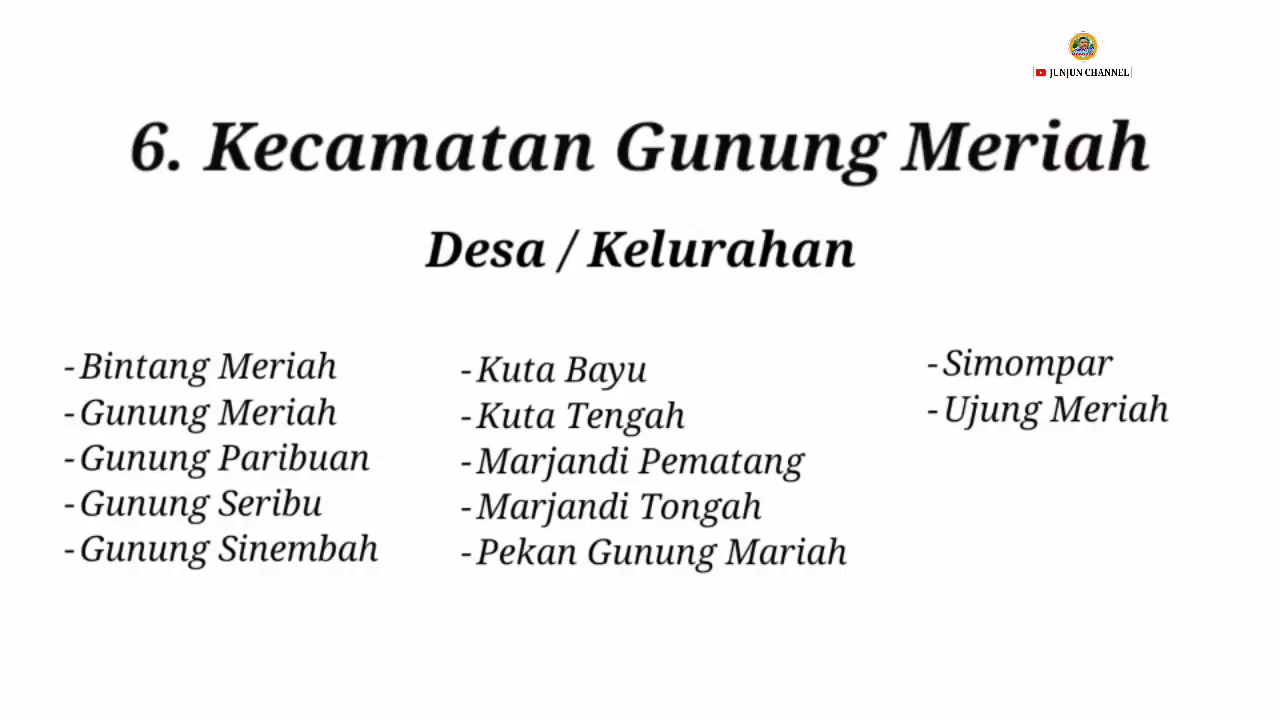 JUNJUN CHANNEL
6. Kecamatan Gunung Meriah
Desa / Kelurahan
-Bintang Meriah
-Gunung Meriah
-Gunung Paribuan
-Gunung Seribu
-Gunung Sinembah
-Kuta Bayu
-Kuta Tengah
-Marjandi Pematang
-Marjandi Tongah
-Pekan Gunung Mariah
-Simompar
-Ujung Meriah